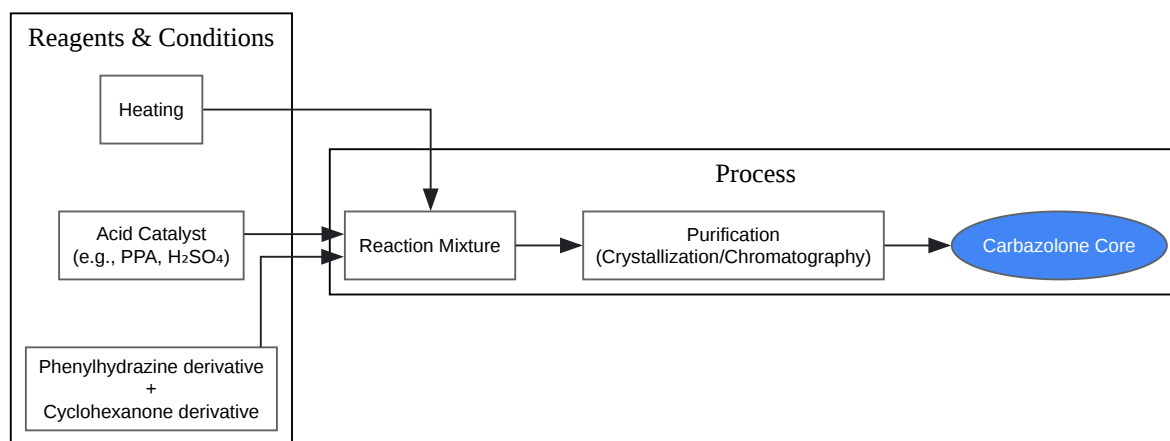 Reagents & Conditions
Heating
Acid Catalyst
(e.g., PPA, H₂SO₄)
Phenylhydrazine derivative
+
Cyclohexanone derivative
Process
Reaction Mixture
Purification
(Crystallization/Chromatography)
Carbazolone Core